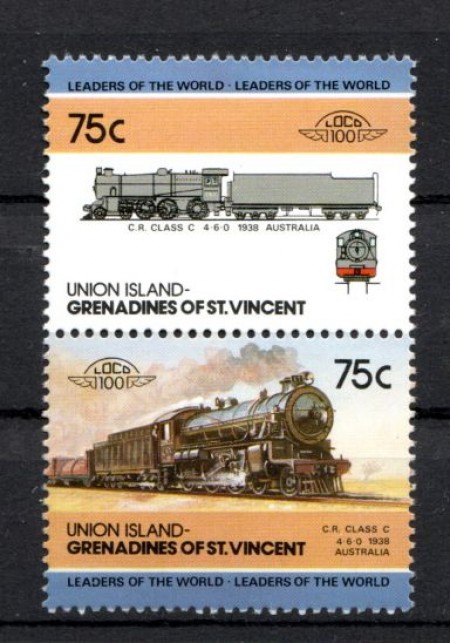 LEADERS OF THE WORLD · LEADERS OF THE WORLD
75c
LOCO
100
C.R. CLASS C 4·6·0 1938 AUSTRALIA
UNION ISLAND-
GRENADINES OF ST. VINCENT
LOCO
100
75c
UNION ISLAND-
GRENADINES OF ST. VINCENT
C.R. CLASS C
4·6·0 1938
AUSTRALIA
LEADERS OF THE WORLD · LEADERS OF THE WORLD